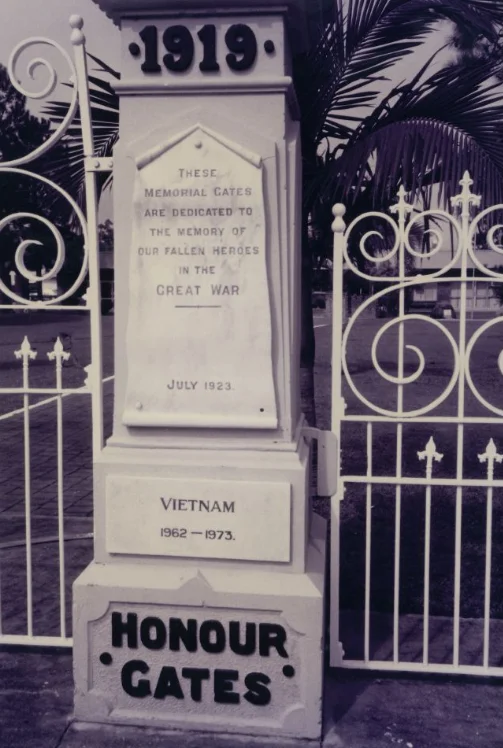 ·1919·
THESE
MEMORIAL GATES
ARE DEDICATED TO
THE MEMORY OF
OUR FALLEN HEROES
IN THE
GREAT WAR
JULY 1923.
VIETNAM
1962–1973.
HONOUR
·GATES·